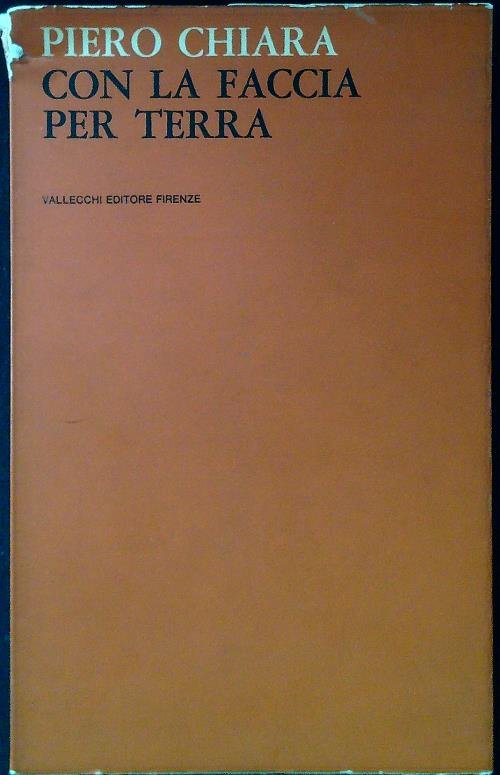 PIERO CHIARA
CON LA FACCIA
PER TERRA
VALLECCHI EDITORE FIRENZE